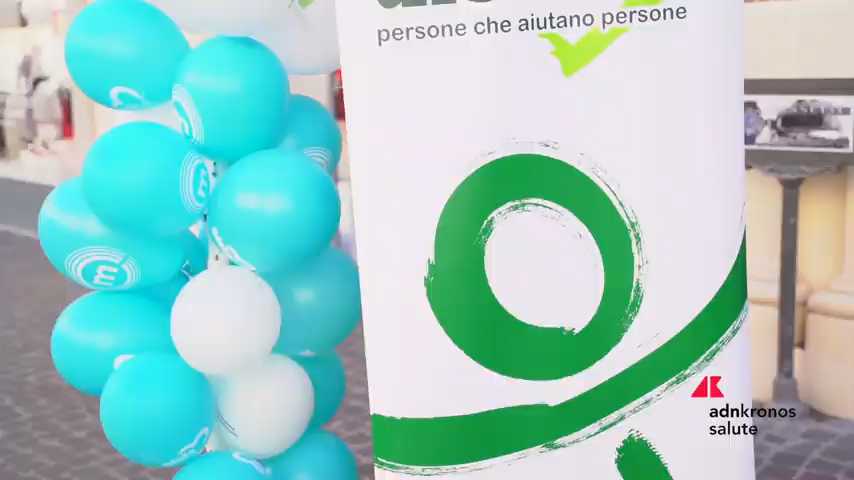 persone che aiutano persone
m
m
adnkronos
salute